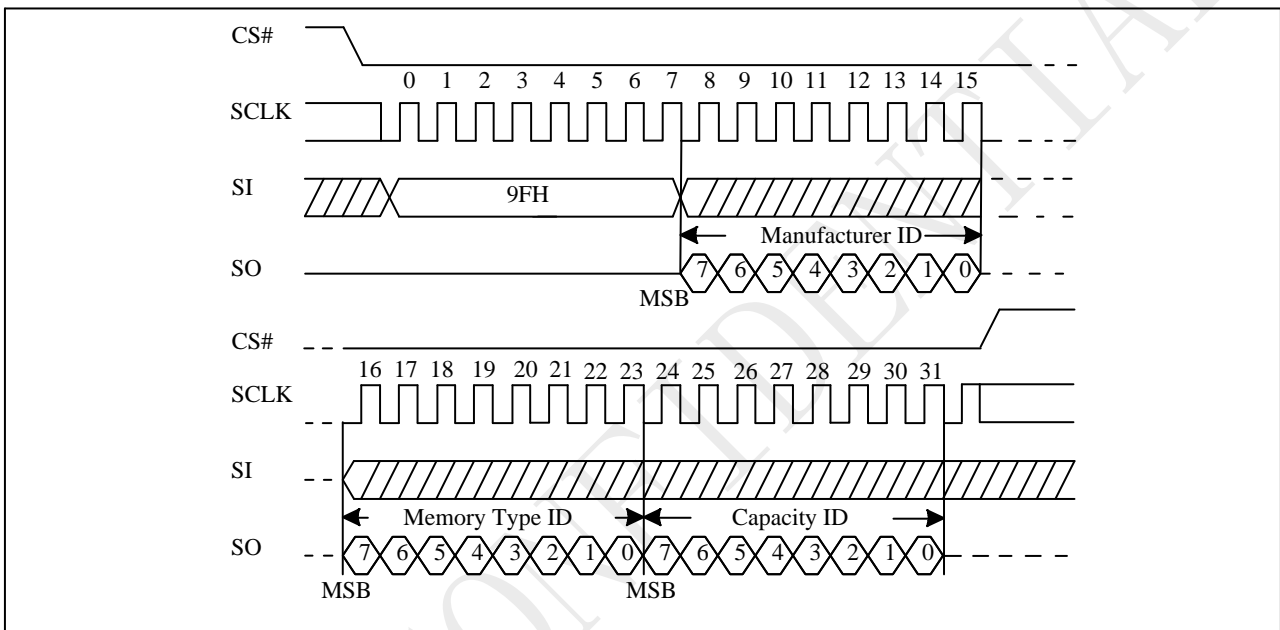 CS#
0 1 2 3 4 5 6 7 8 9 10 11 12 13 14 15
SCLK
SI
9FH
Manufacturer ID
SO
7 6 5 4 3 2 1 0
MSB
CS#
16 17 18 19 20 21 22 23 24 25 26 27 28 29 30 31
SCLK
SI
Memory Type ID Capacity ID
SO
7 6 5 4 3 2 1 0 7 6 5 4 3 2 1 0
MSB MSB